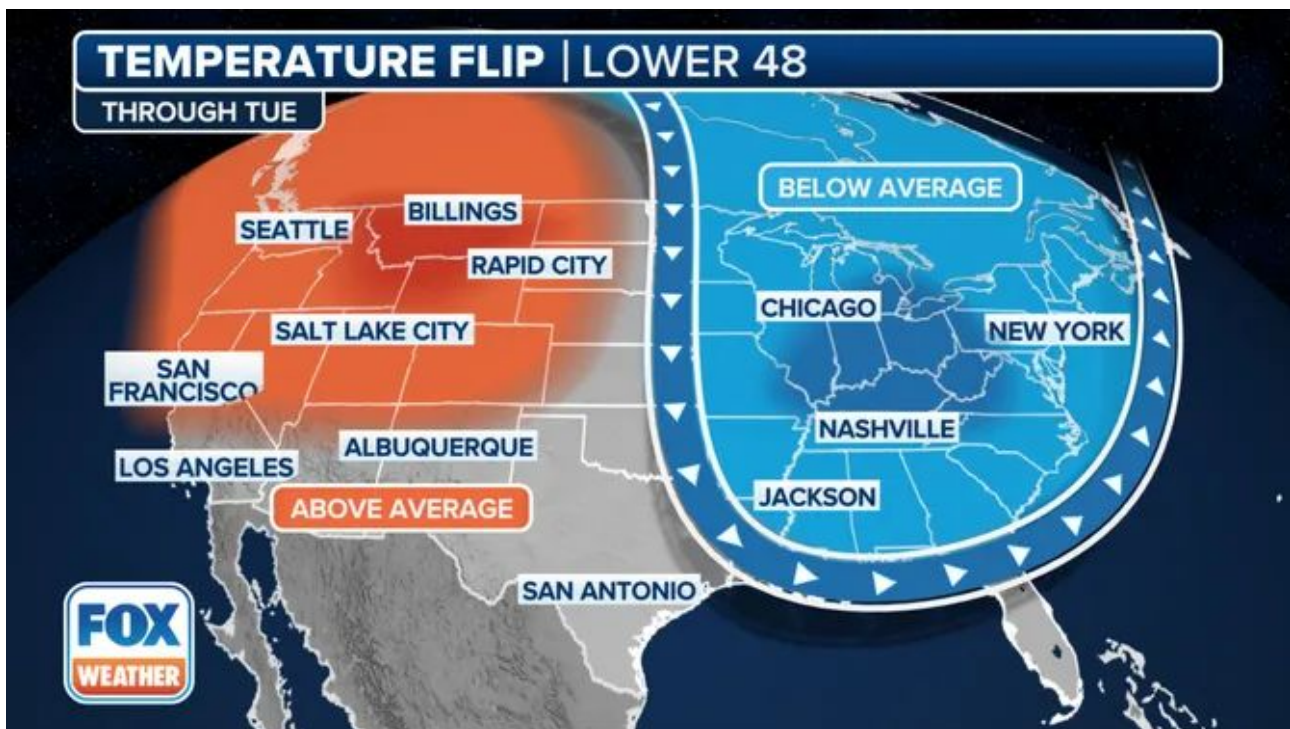 TEMPERATURE FLIP | LOWER 48
THROUGH TUE
BELOW AVERAGE
BILLINGS
SEATTLE
RAPID CITY
CHICAGO
SALT LAKE CITY
NEW YORK
SAN
FRANCISCO
NASHVILLE
ALBUQUERQUE
LOS ANGELES
JACKSON
ABOVE AVERAGE
SAN ANTONIO
FOX
WEATHER